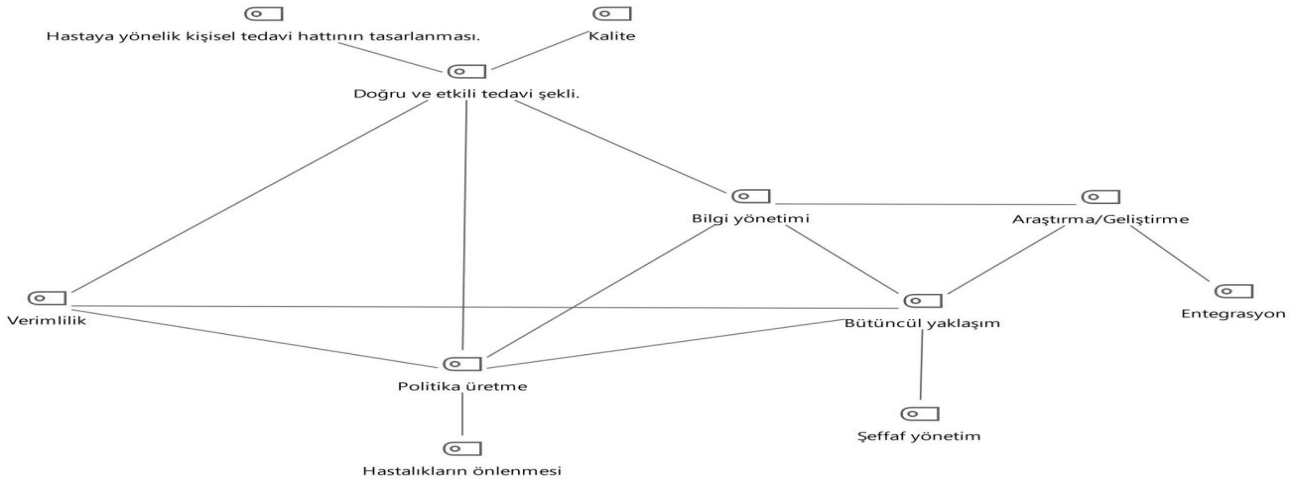 Hastaya yönelik kişisel tedavi hattının tasarlanması.
Kalite
Doğru ve etkili tedavi şekli.
Bilgi yönetimi
Araştırma/Geliştirme
Verimlilik
Bütüncül yaklaşım
Entegrasyon
Politika üretme
Şeffaf yönetim
Hastalıkların önlenmesi